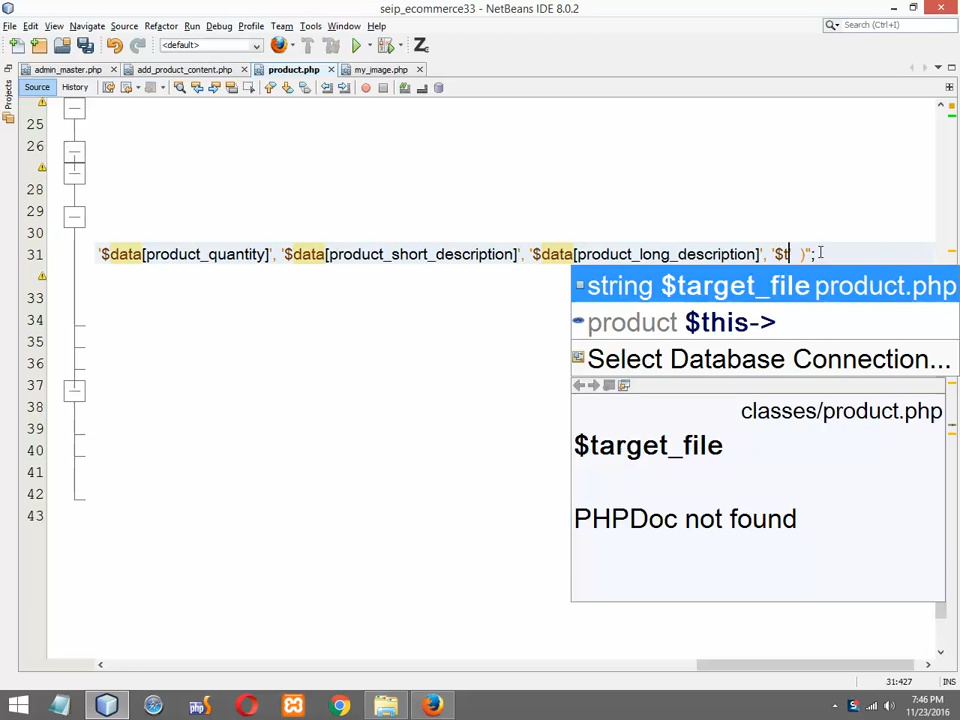 seip_ecommerce33 - NetBeans IDE 8.0.2
File Edit View Navigate Source Refactor Run Debug Profile Team Tools Window Help
<default>
Search (Ctrl+I)
admin_master.php add_product_content.php product.php my_image.php
Source History
Projects
25
26
28
29
30
31 '$data[product_quantity]', '$data[product_short_description]', '$data[product_long_description]', '$t' )";
33
34
35
36
37
38
39
40
41
42
43
string $target_file product.php
product $this->
Select Database Connection...
classes/product.php
$target_file
PHPDoc not found
31:427 INS
7:46 PM
11/23/2016